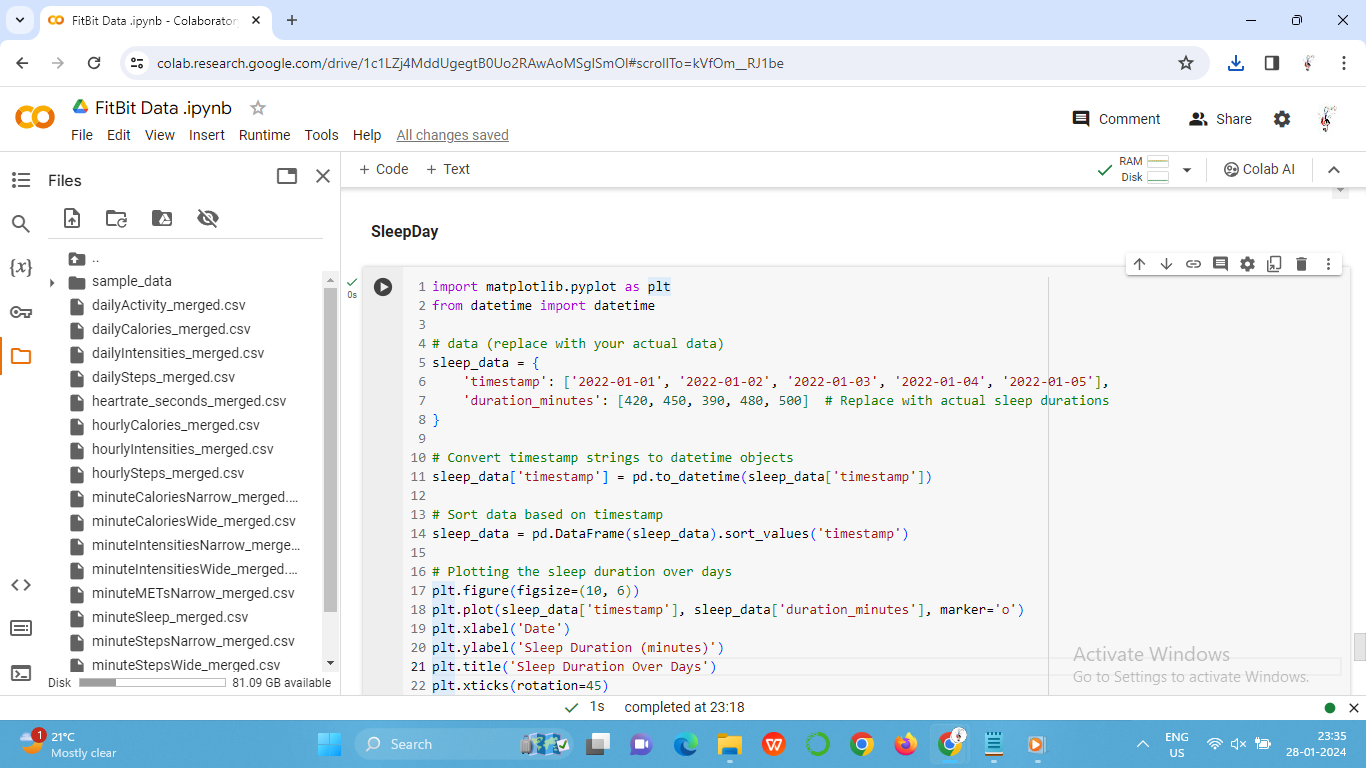 FitBit Data .ipynb - Colaborator
colab.research.google.com/drive/1c1LZj4MddUgegtB0Uo2RAwAoMSglSmOl#scrollTo=kVfOm__RJ1be
FitBit Data .ipynb
File Edit View Insert Runtime Tools Help All changes saved
Comment Share
Files
+ Code + Text
RAM
Disk
Colab AI
..
sample_data
dailyActivity_merged.csv
dailyCalories_merged.csv
dailyIntensities_merged.csv
dailySteps_merged.csv
heartrate_seconds_merged.csv
hourlyCalories_merged.csv
hourlyIntensities_merged.csv
hourlySteps_merged.csv
minuteCaloriesNarrow_merged....
minuteCaloriesWide_merged.csv
minuteIntensitiesNarrow_merge...
minuteIntensitiesWide_merged....
minuteMETsNarrow_merged.csv
minuteSleep_merged.csv
minuteStepsNarrow_merged.csv
minuteStepsWide_merged.csv
Disk 81.09 GB available
{x}
SleepDay
0s
1 import matplotlib.pyplot as plt
2 from datetime import datetime
3
4 # data (replace with your actual data)
5 sleep_data = {
6 'timestamp': ['2022-01-01', '2022-01-02', '2022-01-03', '2022-01-04', '2022-01-05'],
7 'duration_minutes': [420, 450, 390, 480, 500] # Replace with actual sleep durations
8 }
9
10 # Convert timestamp strings to datetime objects
11 sleep_data['timestamp'] = pd.to_datetime(sleep_data['timestamp'])
12
13 # Sort data based on timestamp
14 sleep_data = pd.DataFrame(sleep_data).sort_values('timestamp')
15
16 # Plotting the sleep duration over days
17 plt.figure(figsize=(10, 6))
18 plt.plot(sleep_data['timestamp'], sleep_data['duration_minutes'], marker='o')
19 plt.xlabel('Date')
20 plt.ylabel('Sleep Duration (minutes)')
21 plt.title('Sleep Duration Over Days')
22 plt.xticks(rotation=45)
Activate Windows
Go to Settings to activate Windows.
1s completed at 23:18
1
21°C
Mostly clear
Search
ENG
US
23:35
28-01-2024